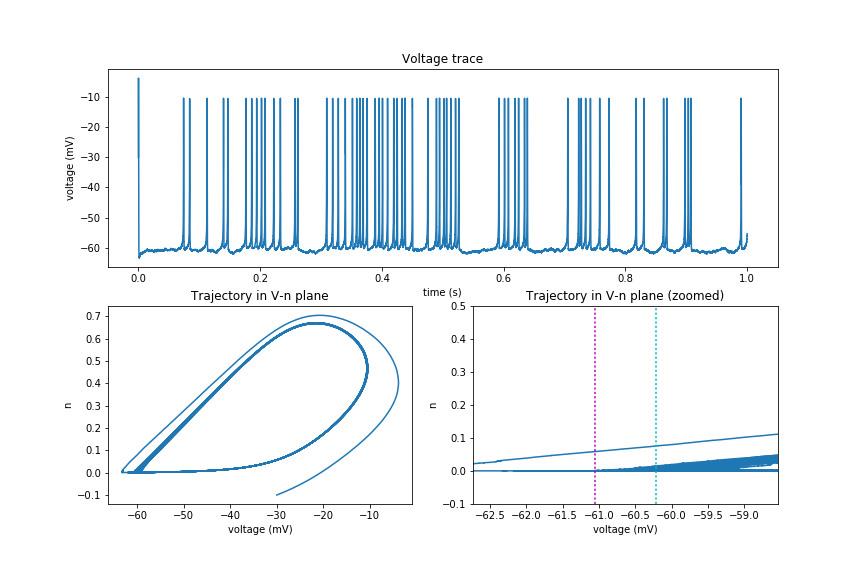 Voltage trace
voltage (mV)
−10
−20
−30
−40
−50
−60
0.0 0.2 0.4 0.6 0.8 1.0
time (s)
Trajectory in V-n plane
n
0.7
0.6
0.5
0.4
0.3
0.2
0.1
0.0
−0.1
−60 −50 −40 −30 −20 −10
voltage (mV)
Trajectory in V-n plane (zoomed)
n
0.5
0.4
0.3
0.2
0.1
0.0
−0.1
−62.5 −62.0 −61.5 −61.0 −60.5 −60.0 −59.5 −59.0
voltage (mV)